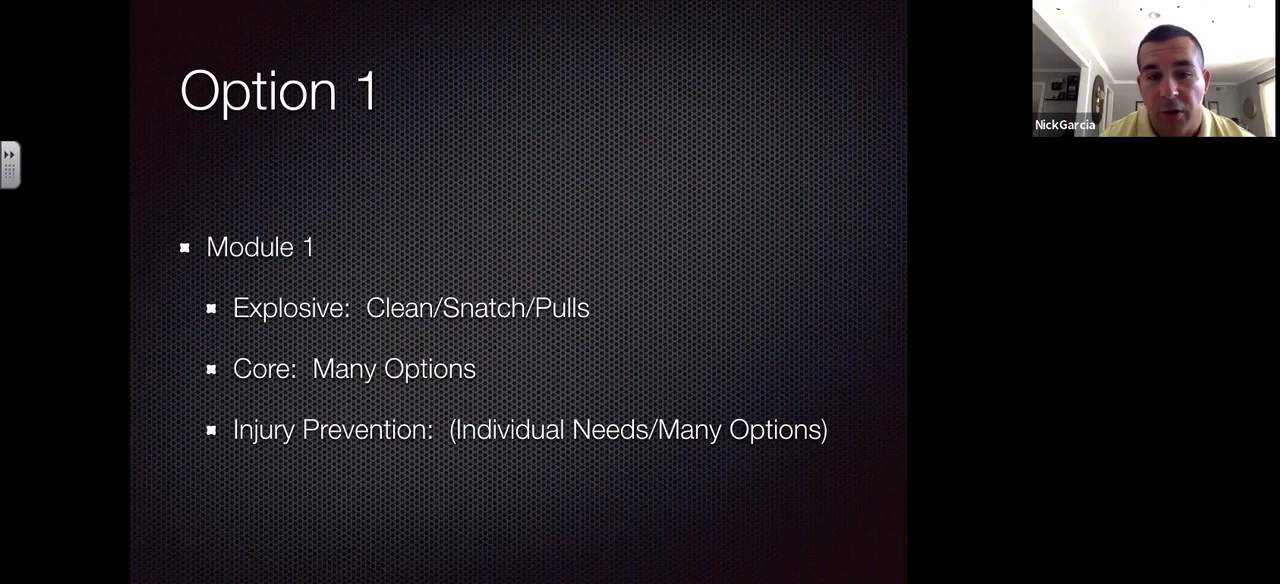 Option 1
NickGarcia
Module 1
Explosive: Clean/Snatch/Pulls
Core: Many Options
Injury Prevention: (Individual Needs/Many Options)